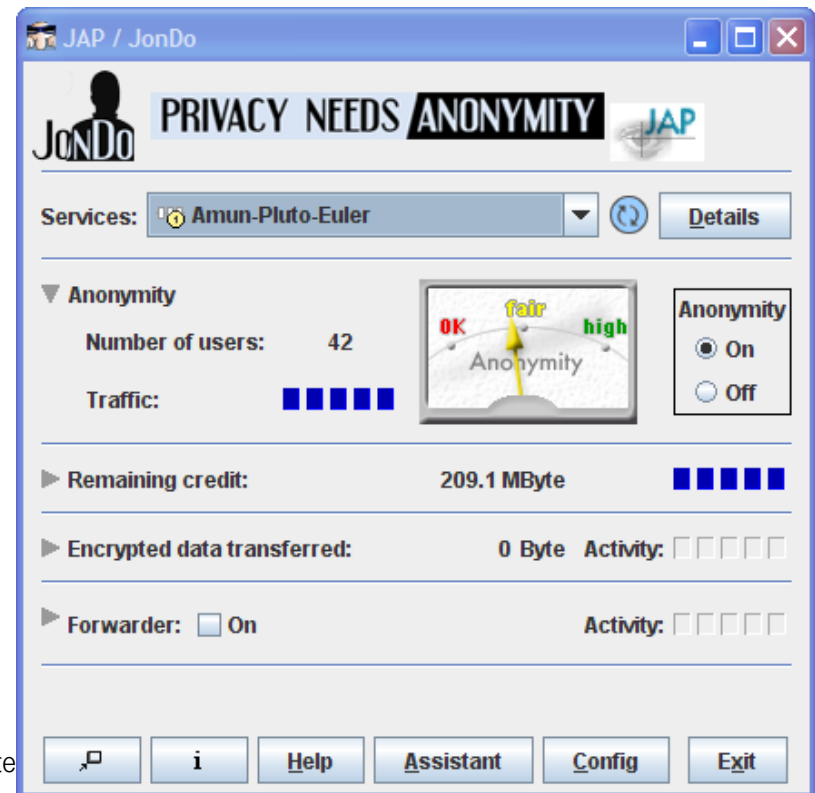 JAP / JonDo
JONDO PRIVACY NEEDS ANONYMITY JAP
Services: Amun-Pluto-Euler Details
Anonymity
Number of users: 42
Traffic:
OK fair high
Anonymity
Anonymity
On
Off
Remaining credit: 209.1 MByte
Encrypted data transferred: 0 Byte Activity:
Forwarder: On Activity:
i Help Assistant Config Exit